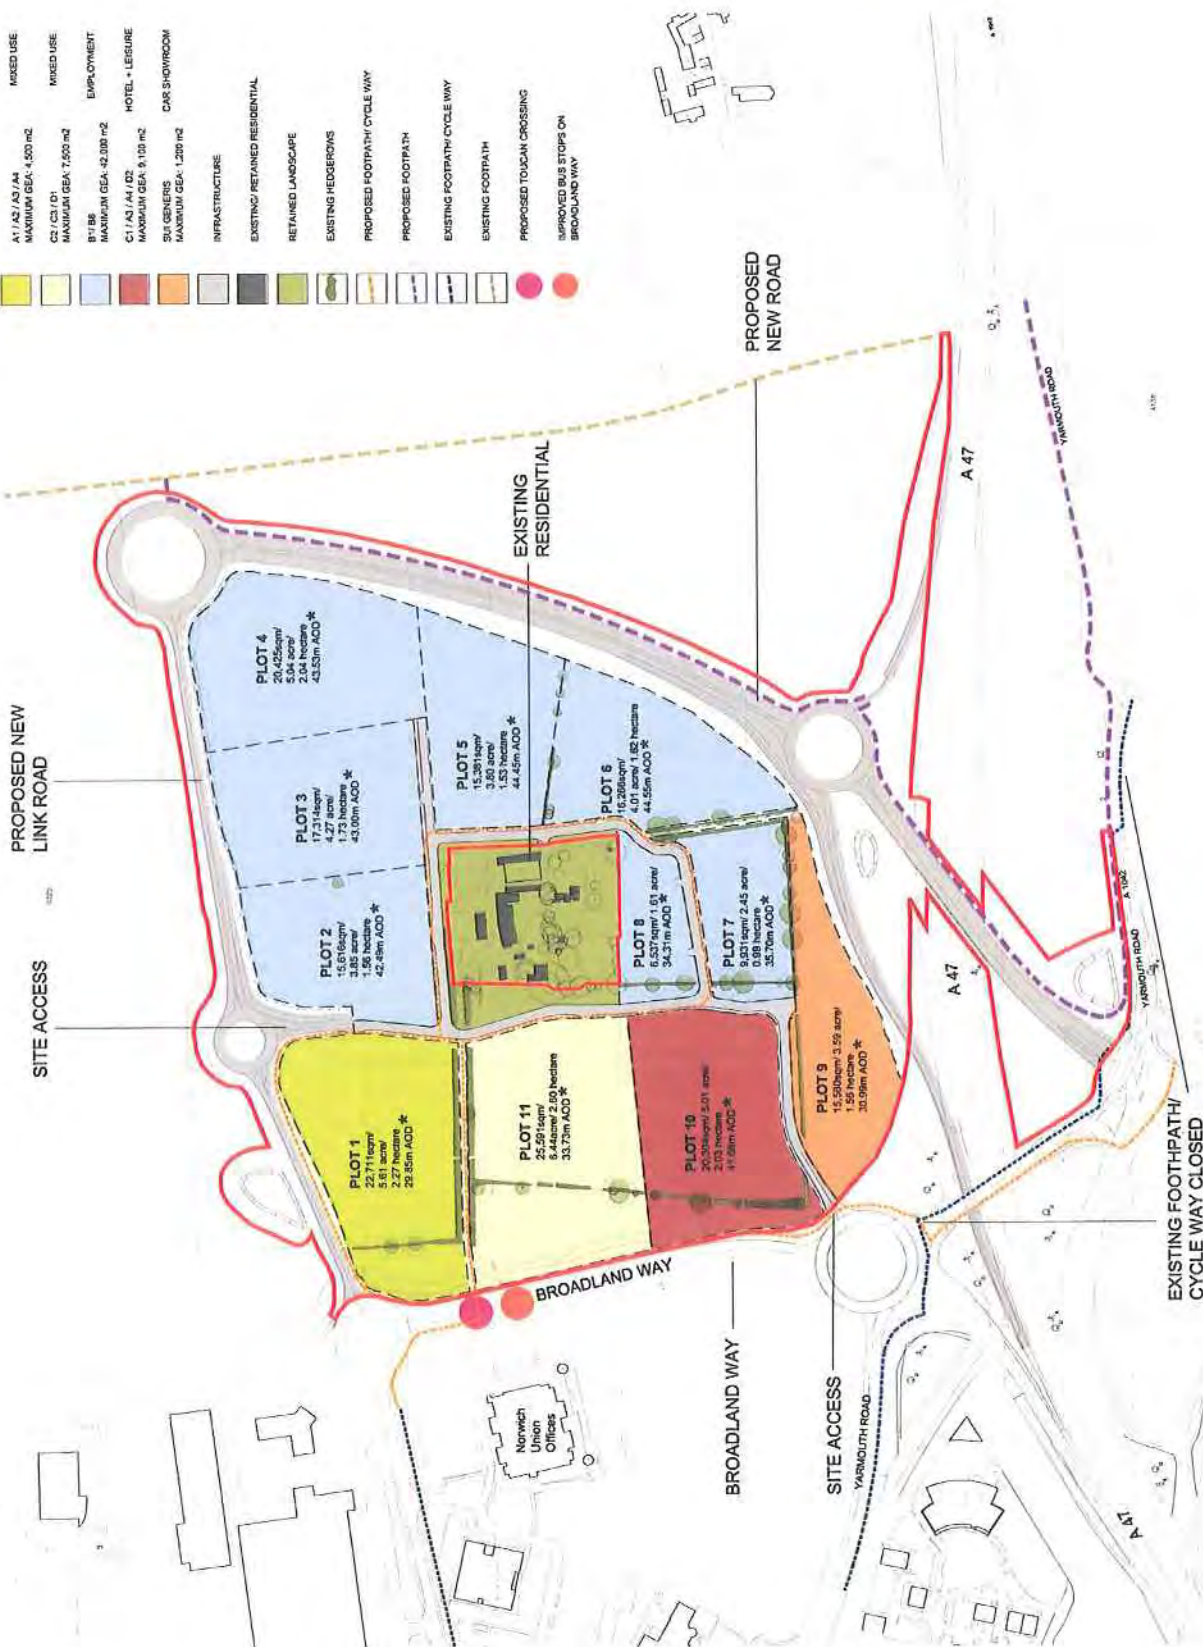 A1 / A2 / A3 / A4 MIXED USE
MAXIMUM GEA: 4,500 m2
C2 / C3 / D1 MIXED USE
MAXIMUM GEA: 7,500 m2
B1/ B8 EMPLOYMENT
MAXIMUM GEA: 42,000 m2
C1 / A3 / A4 / D2 HOTEL + LEISURE
MAXIMUM GEA: 9,100 m2
SUI GENERIS CAR SHOWROOM
MAXIMUM GEA: 1,200 m2
INFRASTRUCTURE
EXISTING/ RETAINED RESIDENTIAL
RETAINED LANDSCAPE
EXISTING HEDGEROWS
PROPOSED FOOTPATH/ CYCLE WAY
PROPOSED FOOTPATH
EXISTING FOOTPATH/ CYCLE WAY
EXISTING FOOTPATH
PROPOSED TOUCAN CROSSING
IMPROVED BUS STOPS ON
BROADLAND WAY
PROPOSED NEW
LINK ROAD
SITE ACCESS
EXISTING
RESIDENTIAL
PROPOSED
NEW ROAD
PLOT 4
20,425sqm/
5.04 acre/
2.04 hectare
43.53m AOD *
PLOT 3
17,314sqm/
4.27 acre/
1.73 hectare
43.00m AOD *
PLOT 2
15,616sqm/
3.85 acre/
1.56 hectare
42.49m AOD *
PLOT 5
15,381sqm/
3.80 acre/
1.53 hectare
44.45m AOD *
PLOT 6
16,266sqm/
4.01 acre/ 1.62 hectare
44.55m AOD *
PLOT 8
6,537sqm/ 1.61 acre/
34.31m AOD *
PLOT 7
9,931sqm/ 2.45 acre/
0.99 hectare
35.70m AOD *
PLOT 1
22,711sqm/
5.61 acre/
2.27 hectare
29.85m AOD *
PLOT 11
25,591sqm/
6.44acre/ 2.60 hectare
33.73m AOD *
PLOT 10
20,304sqm/ 5.01 acre/
2.03 hectare
PLOT 9
15,580sqm/ 3.59 acre/
1.56 hectare
30.99m AOD *
BROADLAND WAY
BROADLAND WAY
SITE ACCESS
YARMOUTH ROAD
Norwich
Union
Offices
A 47
A 47
A 47
YARMOUTH ROAD
YARMOUTH ROAD
A 1042
EXISTING FOOTHPATH/
CYCLE WAY CLOSED